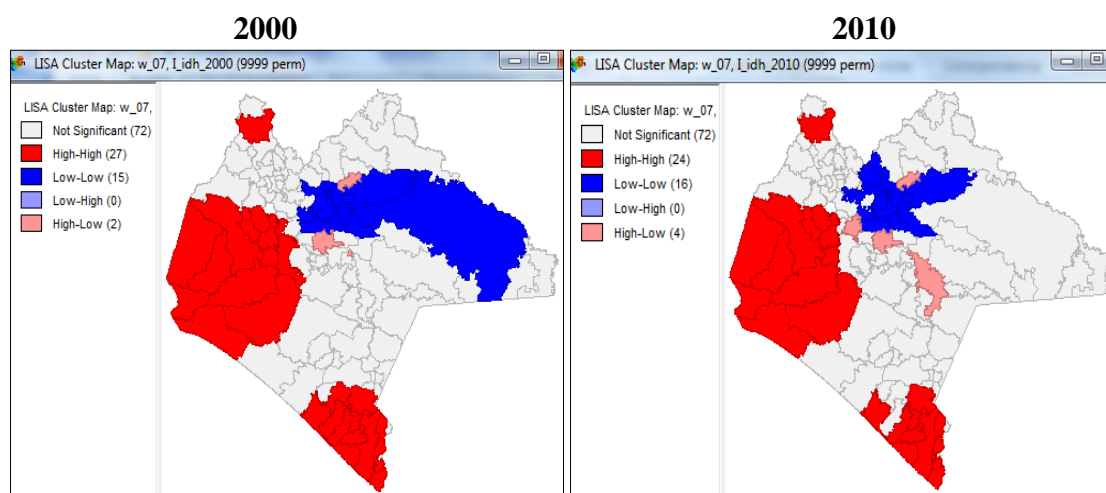 2000
2010
LISA Cluster Map: w_07, I_idh_2000 (9999 perm)
LISA Cluster Map: w_07,
Not Significant (72)
High-High (27)
Low-Low (15)
Low-High (0)
High-Low (2)
LISA Cluster Map: w_07, I_idh_2010 (9999 perm)
LISA Cluster Map: w_07,
Not Significant (72)
High-High (24)
Low-Low (16)
Low-High (0)
High-Low (4)